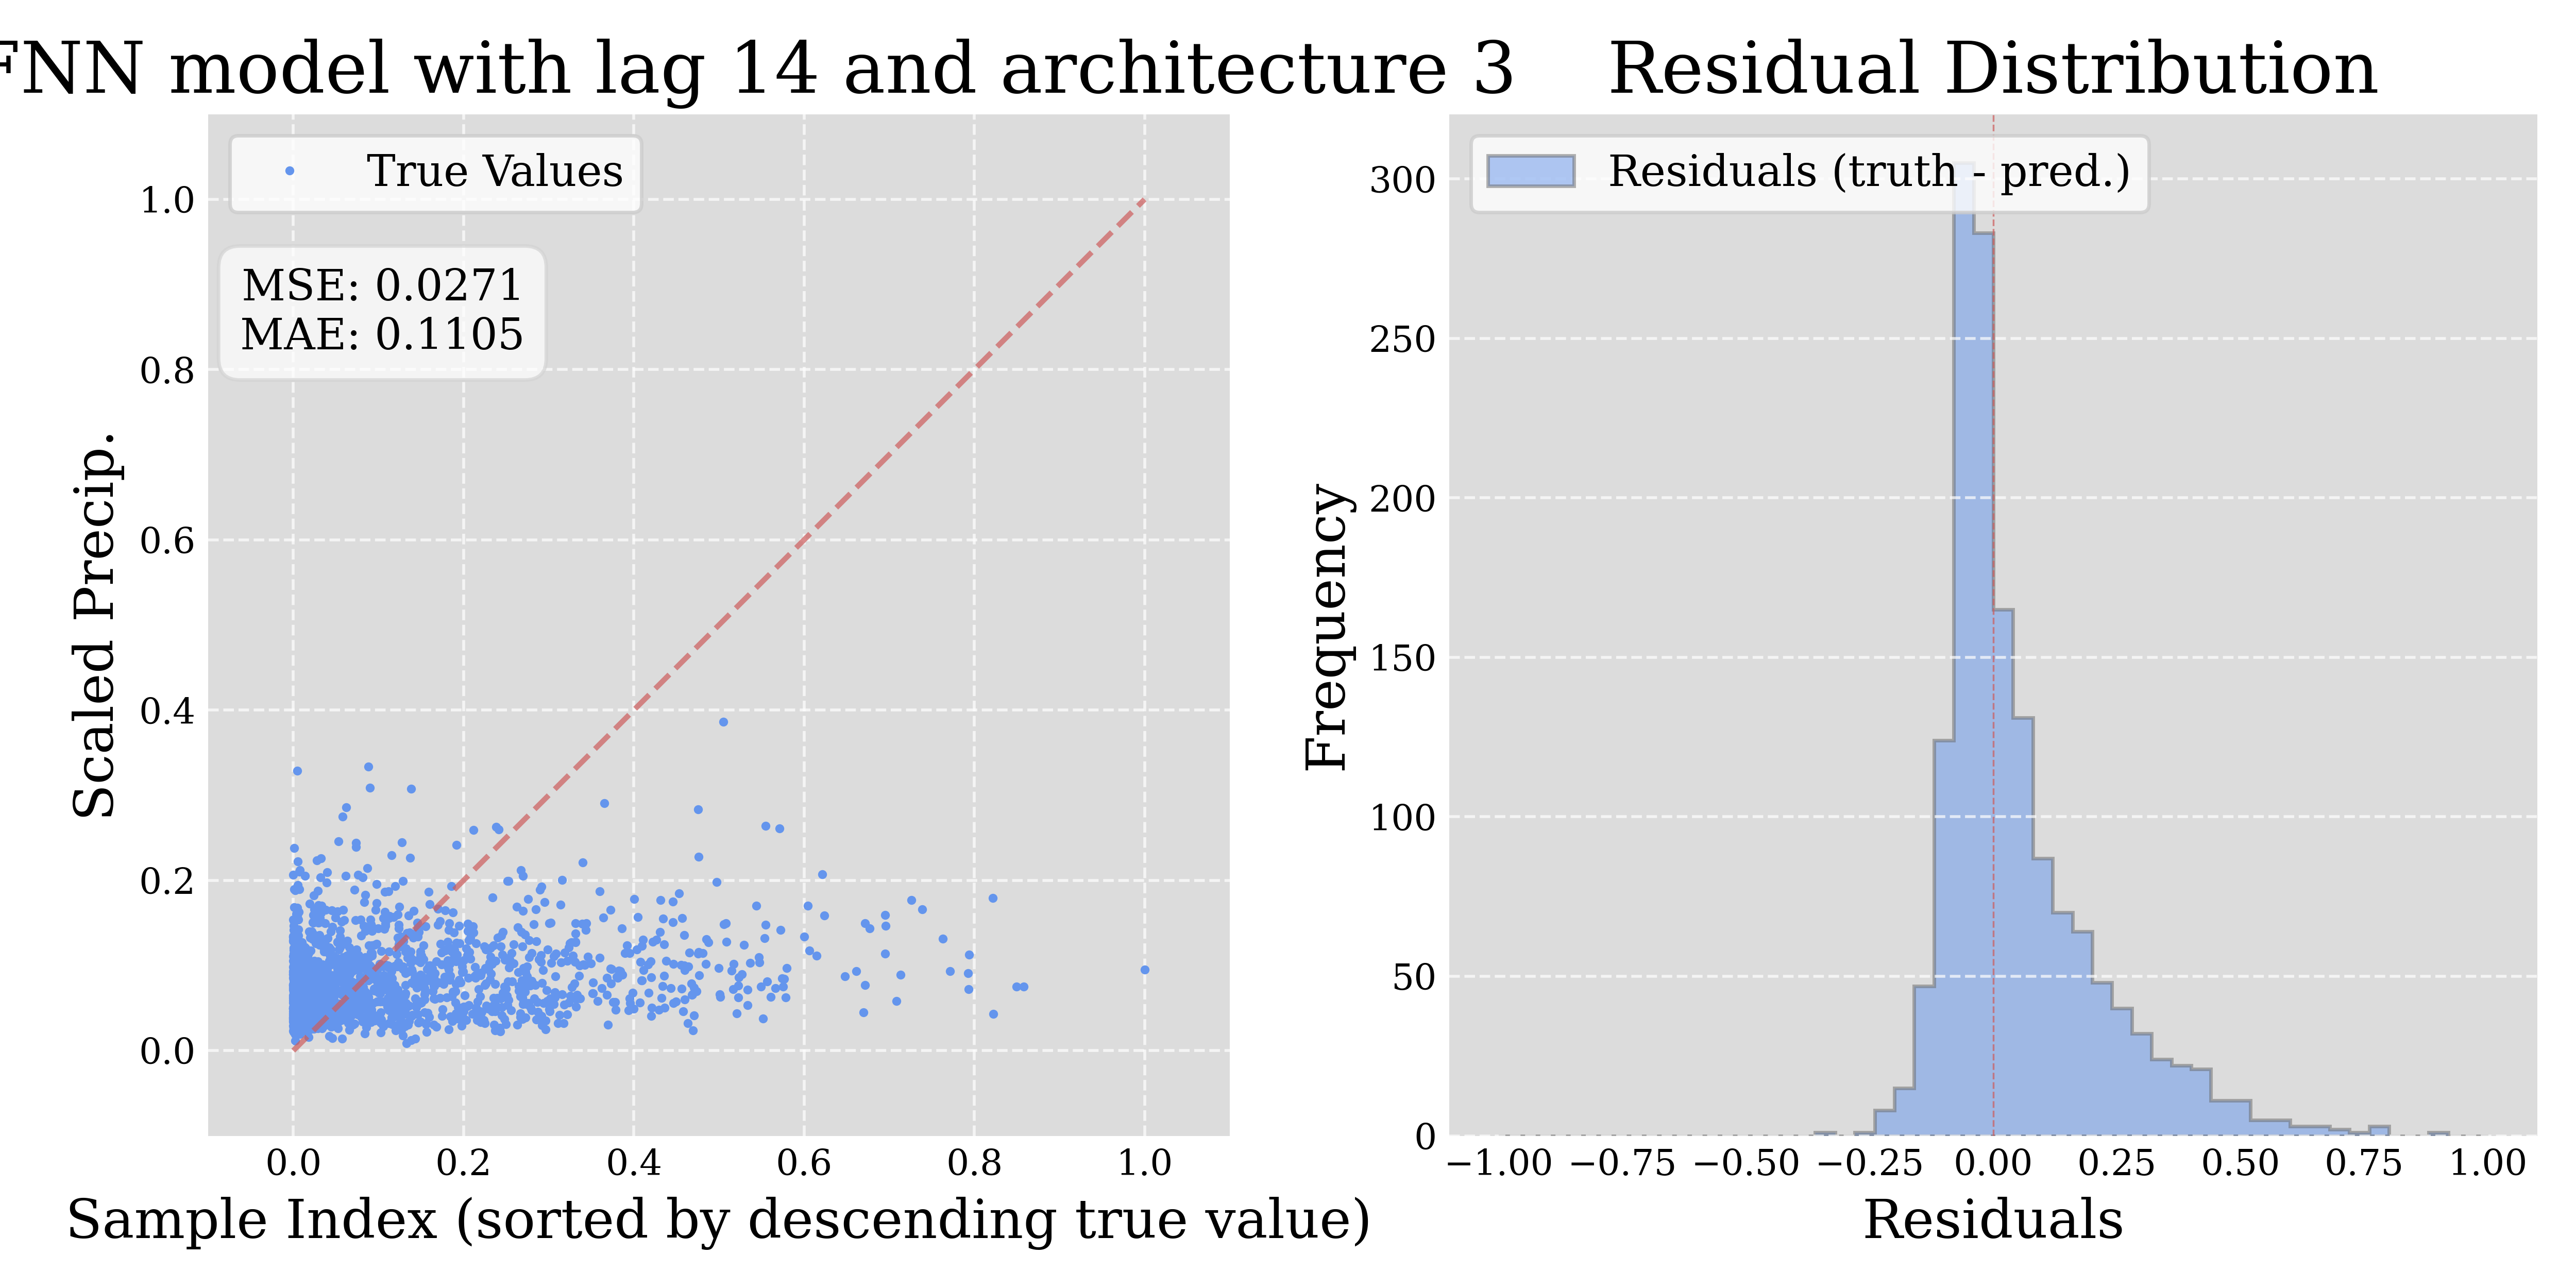 FNN model with lag 14 and architecture 3
True Values
MSE: 0.0271
MAE: 0.1105
1.0
0.8
0.6
0.4
0.2
0.0
Scaled Precip.
0.0 0.2 0.4 0.6 0.8 1.0
Sample Index (sorted by descending true value)
Residual Distribution
Residuals (truth - pred.)
300
250
200
150
100
50
0
Frequency
−1.00 −0.75 −0.50 −0.25 0.00 0.25 0.50 0.75 1.00
Residuals